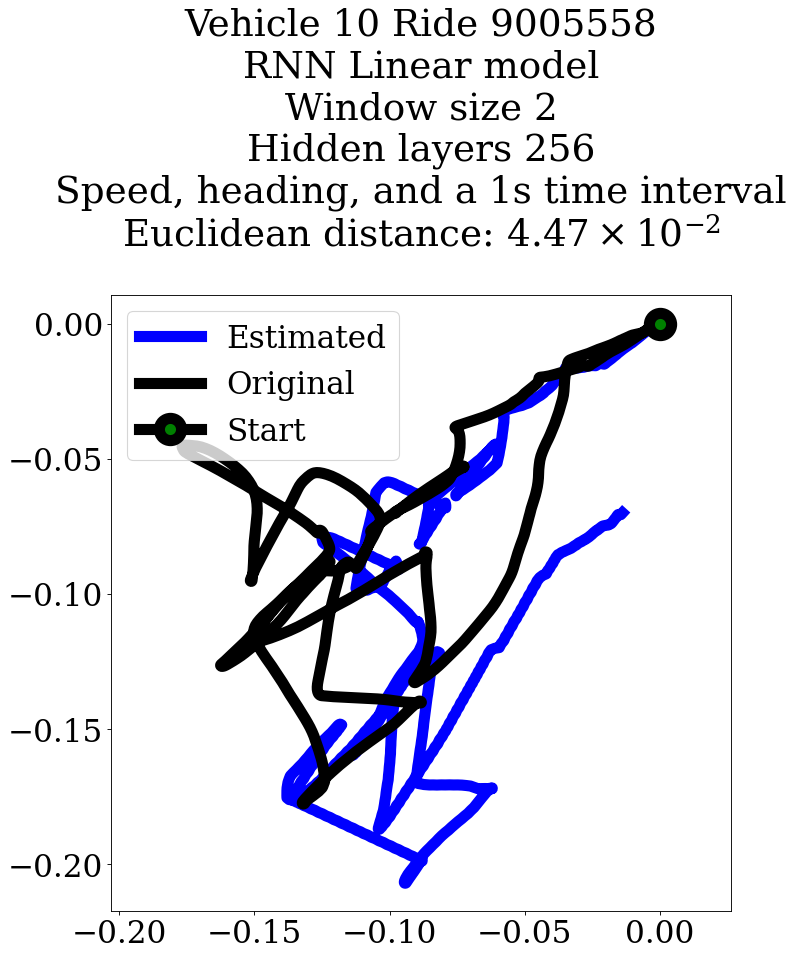 Vehicle 10 Ride 9005558
RNN Linear model
Window size 2
Hidden layers 256
Speed, heading, and a 1s time interval
Euclidean distance: 4.47 × 10⁻²
Estimated
Original
Start
0.00
−0.05
−0.10
−0.15
−0.20
−0.20 −0.15 −0.10 −0.05 0.00